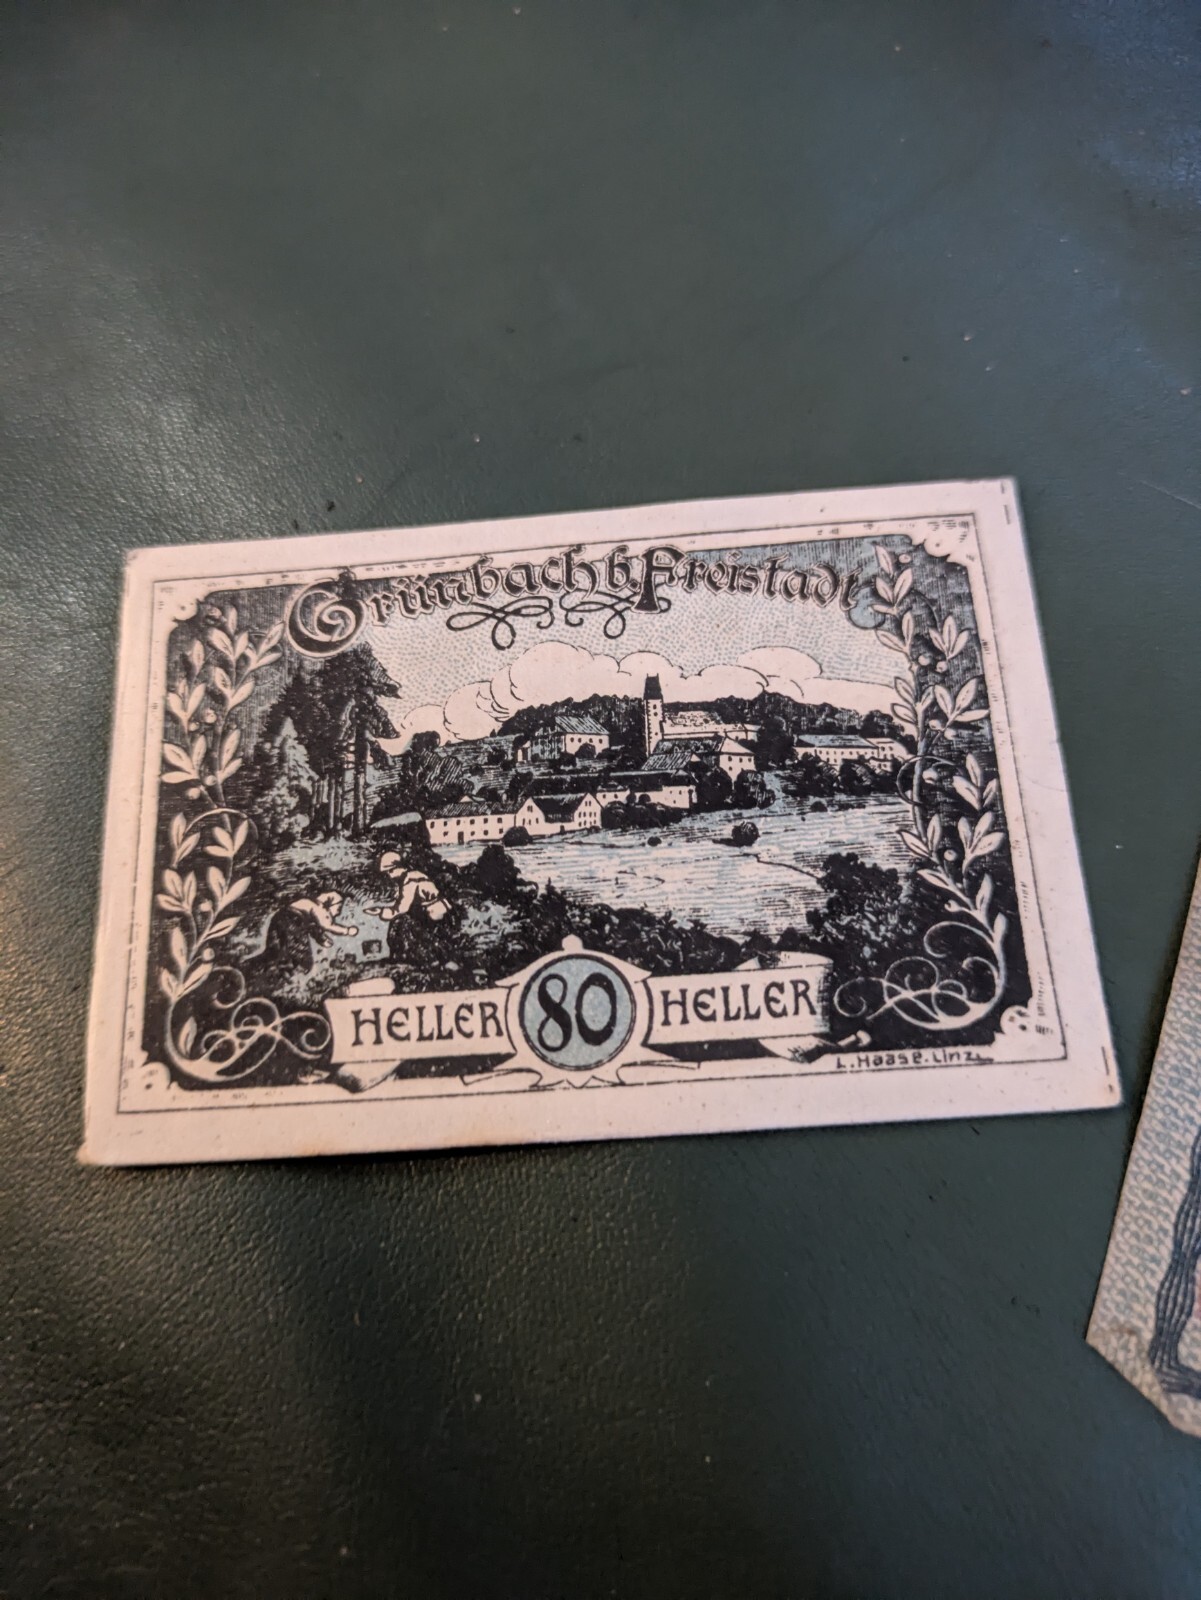 Grünbach b. Freistadt
HELLER 80 HELLER
L. Haase. Linz.